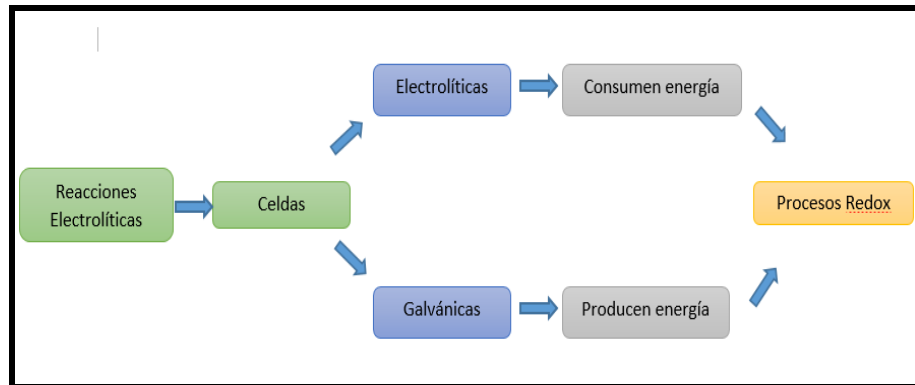 Electrolíticas
Consumen energía
Reacciones
Electrolíticas
Celdas
Procesos Redox
Galvánicas
Producen energía